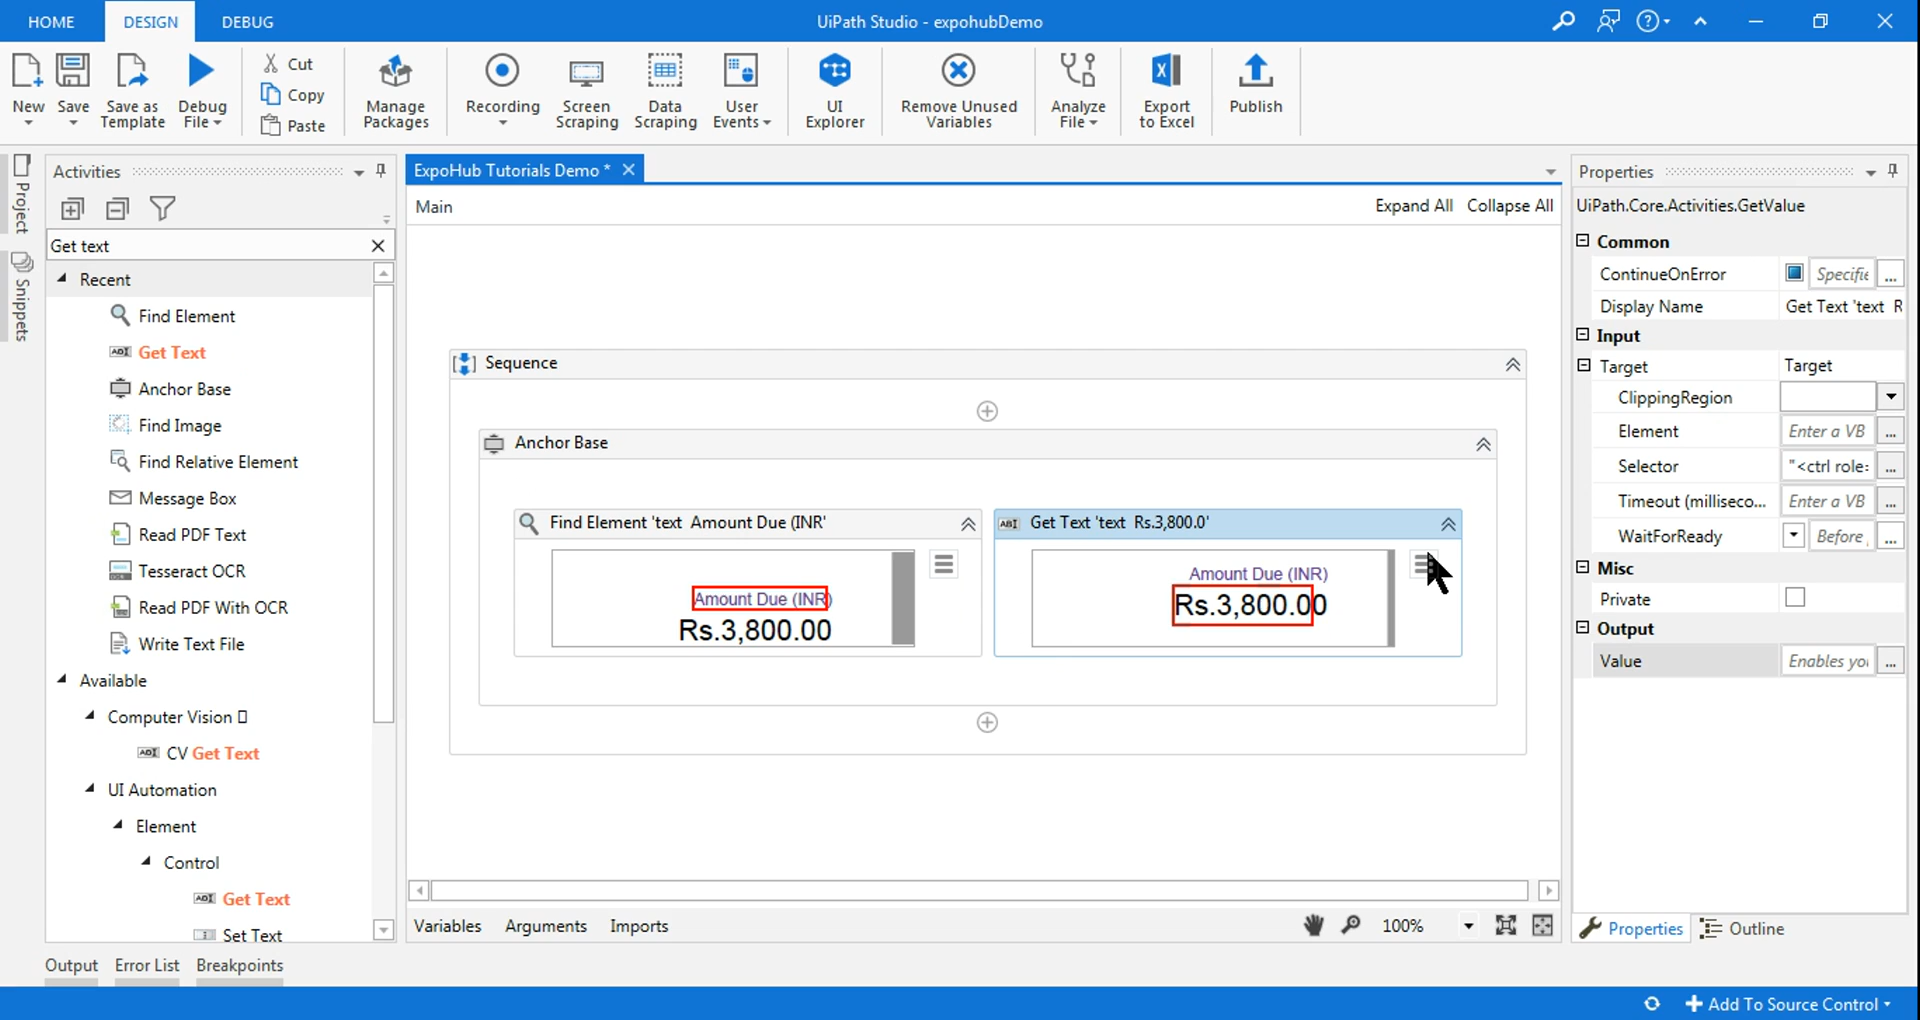 HOME DESIGN DEBUG UiPath Studio - expohubDemo
New Save Save as Template Debug File Cut Copy Paste Manage Packages Recording Screen Scraping Data Scraping User Events UI Explorer Remove Unused Variables Analyze File Export to Excel Publish
Project
Snippets
Activities
Get text
Recent
Find Element
Get Text
Anchor Base
Find Image
Find Relative Element
Message Box
Read PDF Text
Tesseract OCR
Read PDF With OCR
Write Text File
Available
Computer Vision
CV Get Text
UI Automation
Element
Control
Get Text
Set Text
ExpoHub Tutorials Demo *
Main Expand All Collapse All
Sequence
Anchor Base
Find Element 'text Amount Due (INR'
Amount Due (INR)
Rs.3,800.00
Get Text 'text Rs.3,800.0'
Amount Due (INR)
Rs.3,800.00
Variables Arguments Imports 100%
Properties
UiPath.Core.Activities.GetValue
Common
ContinueOnError Specifie ...
Display Name Get Text 'text R
Input
Target Target
ClippingRegion
Element Enter a VB ...
Selector "<ctrl role: ...
Timeout (milliseco... Enter a VB ...
WaitForReady Before ...
Misc
Private
Output
Value Enables you ...
Properties Outline
Output Error List Breakpoints
Add To Source Control